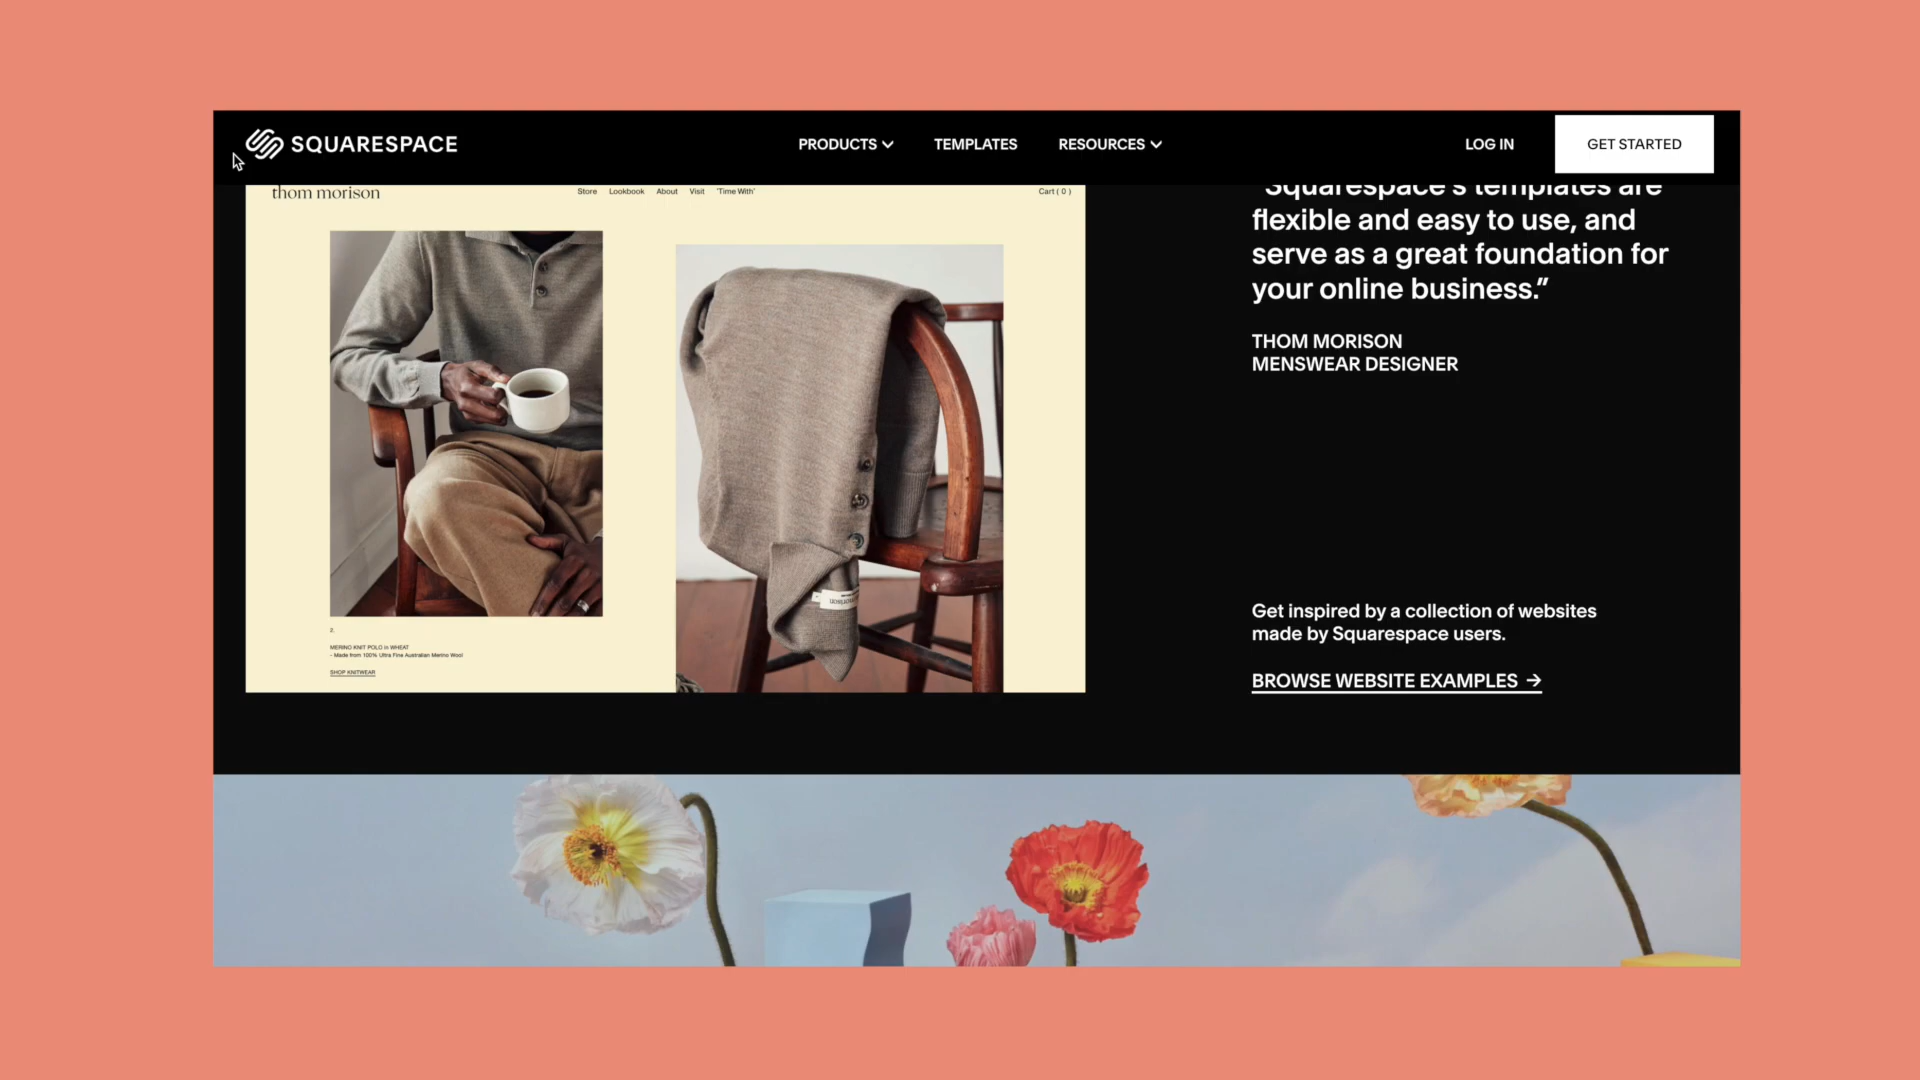 SQUARESPACE
PRODUCTS
TEMPLATES
RESOURCES
LOG IN
GET STARTED
thom morison
Store
Lookbook
About
Visit
'Time With'
Cart ( 0 )
"Squarespace's templates are
flexible and easy to use, and
serve as a great foundation for
your online business.”
THOM MORISON
MENSWEAR DESIGNER
2.
MERINO KNIT POLO in WHEAT
– Made from 100% Ultra Fine Australian Merino Wool
SHOP KNITWEAR
morison
Get inspired by a collection of websites
made by Squarespace users.
BROWSE WEBSITE EXAMPLES →